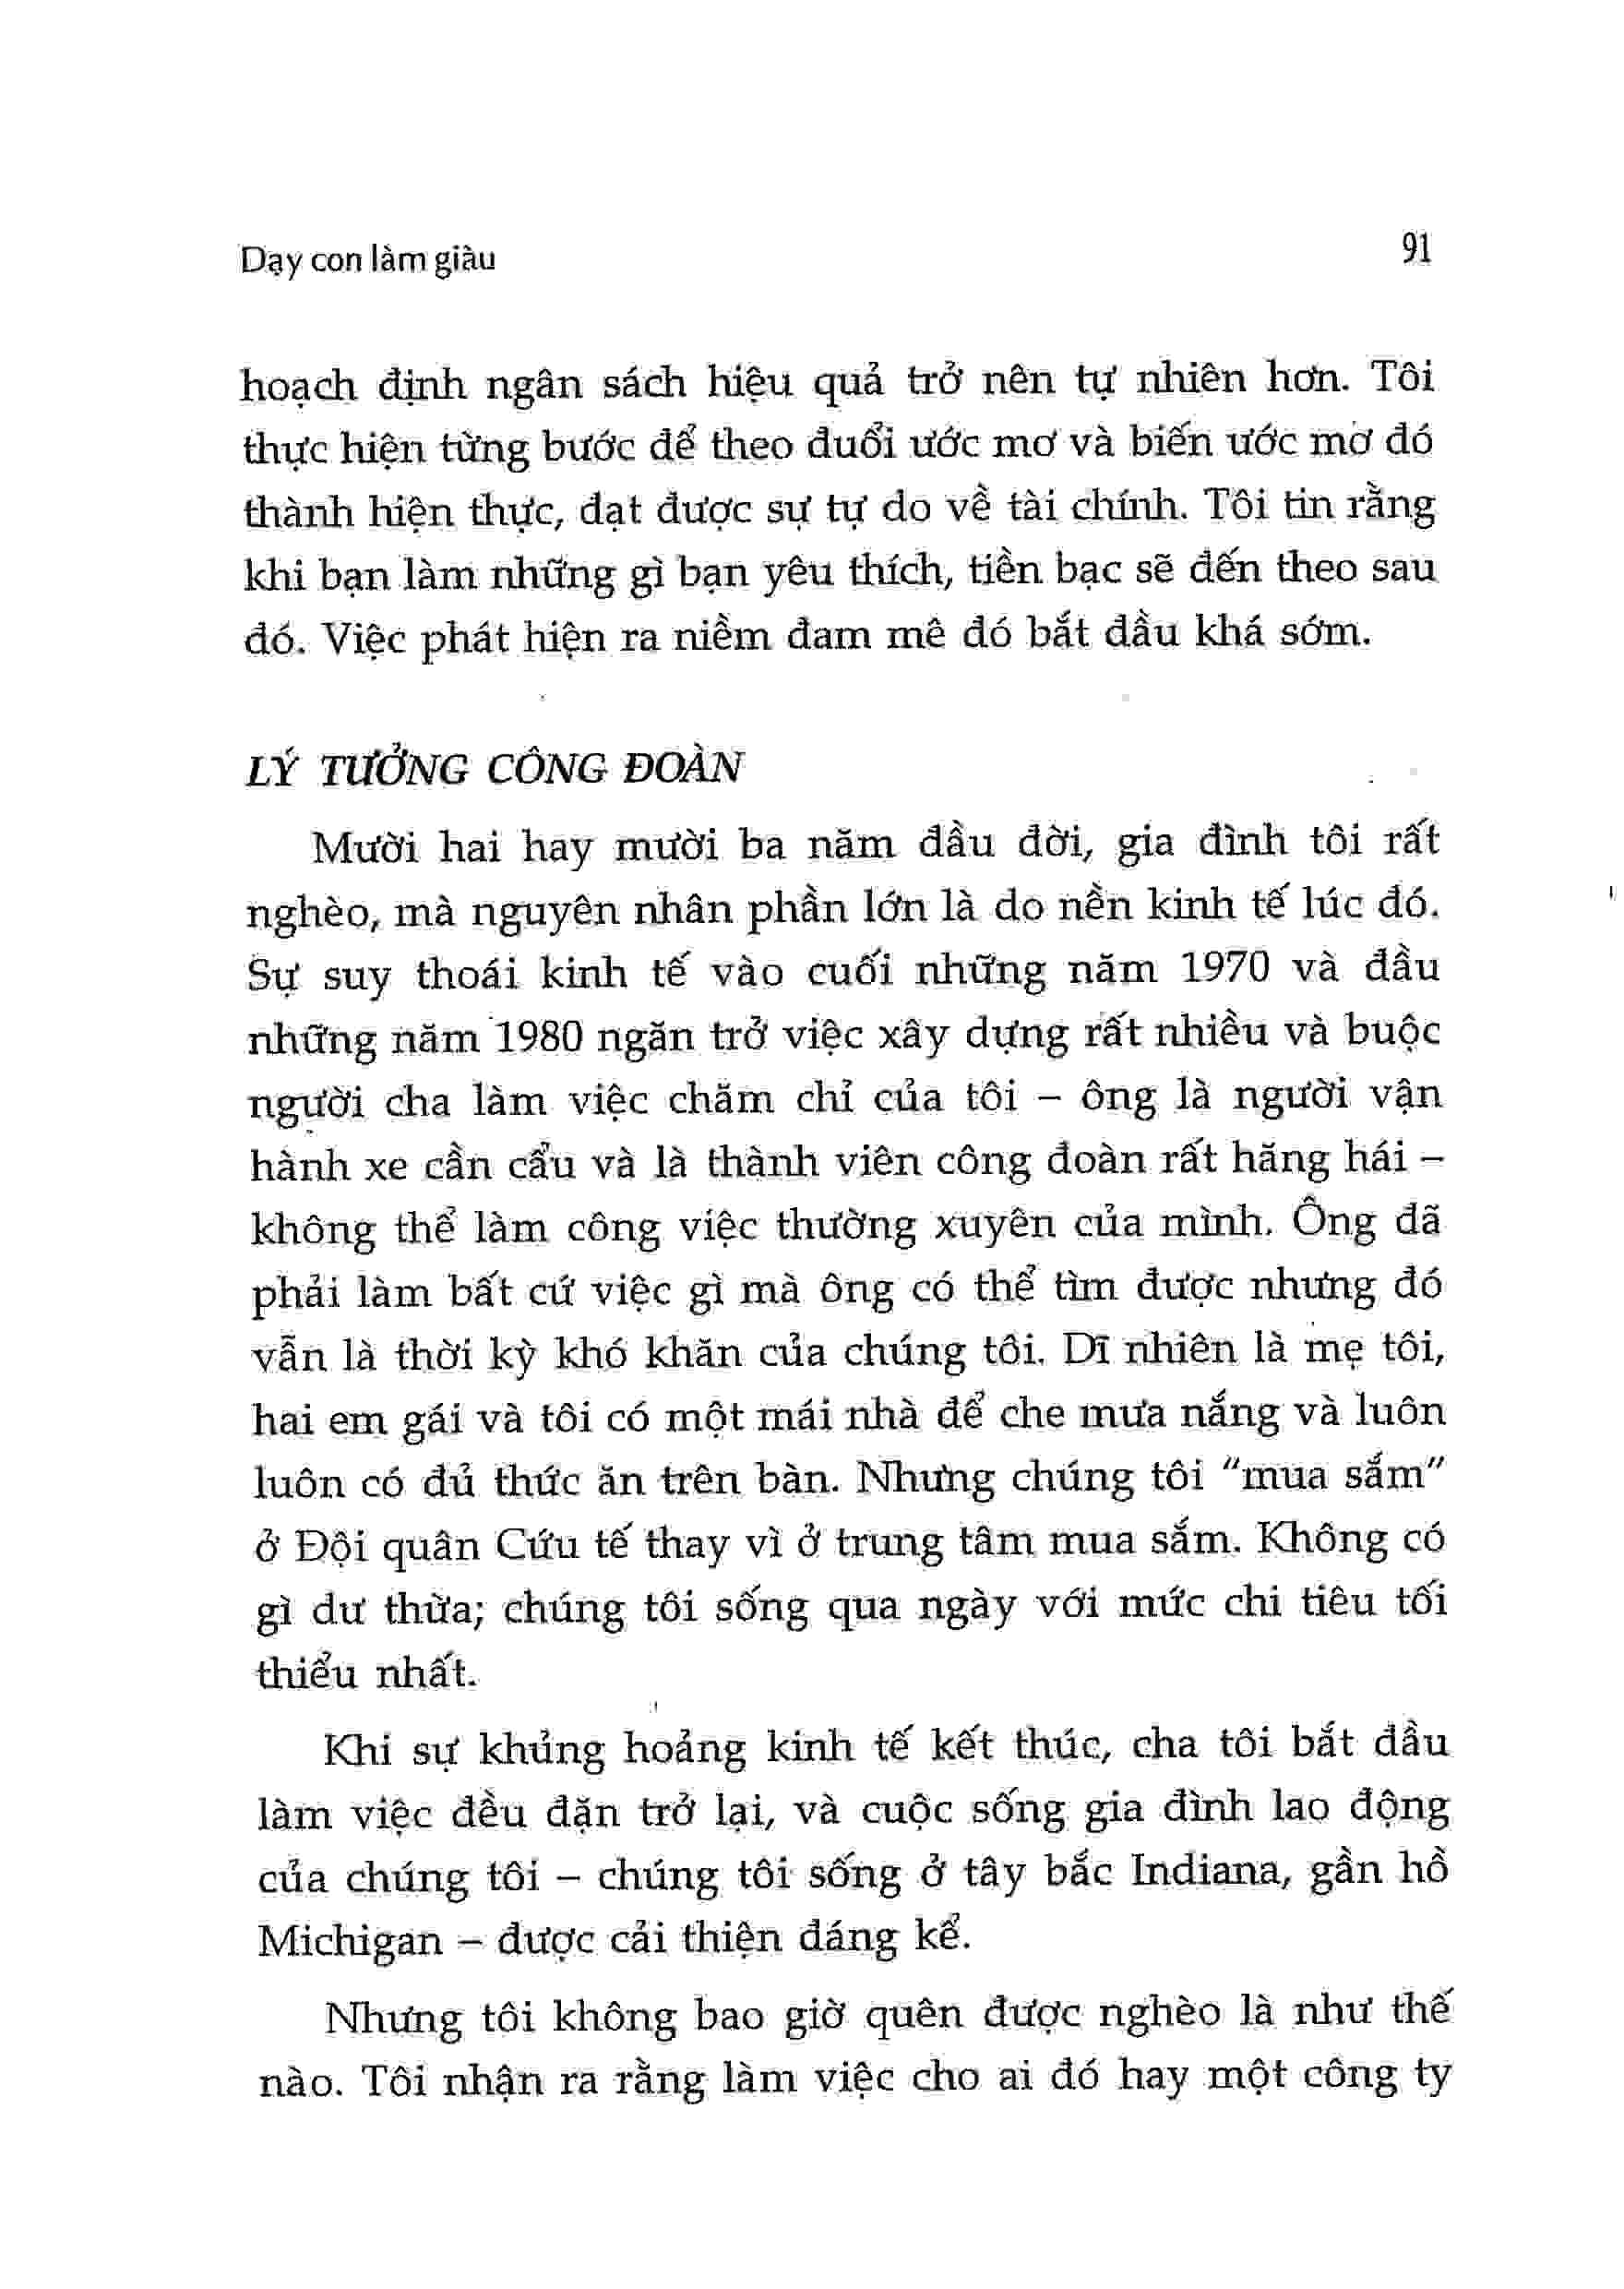 Dạy con làm giàu
91
hoạch định ngân sách hiệu quả trở nên tự nhiên hơn. Tôi
thực hiện từng bước để theo đuổi ước mơ và biến ước mơ đó
thành hiện thực, đạt được sự tự do về tài chính. Tôi tin rằng
khi bạn làm những gì bạn yêu thích, tiền bạc sẽ đến theo sau
đó. Việc phát hiện ra niềm đam mê đó bắt đầu khá sớm.
LÝ TƯỞNG CÔNG ĐOÀN
Mười hai hay mười ba năm đầu đời, gia đình tôi rất
nghèo, mà nguyên nhân phần lớn là do nền kinh tế lúc đó.
Sự suy thoái kinh tế vào cuối những năm 1970 và đầu
những năm 1980 ngăn trở việc xây dựng rất nhiều và buộc
người cha làm việc chăm chỉ của tôi – ông là người vận
hành xe cần cẩu và là thành viên công đoàn rất hăng hái –
không thể làm công việc thường xuyên của mình. Ông đã
phải làm bất cứ việc gì mà ông có thể tìm được nhưng đó
vẫn là thời kỳ khó khăn của chúng tôi. Dĩ nhiên là mẹ tôi,
hai em gái và tôi có một mái nhà để che mưa nắng và luôn
luôn có đủ thức ăn trên bàn. Nhưng chúng tôi “mua sắm”
ở Đội quân Cứu tế thay vì ở trung tâm mua sắm. Không có
gì dư thừa; chúng tôi sống qua ngày với mức chi tiêu tối
thiểu nhất.
Khi sự khủng hoảng kinh tế kết thúc, cha tôi bắt đầu
làm việc đều đặn trở lại, và cuộc sống gia đình lao động
của chúng tôi – chúng tôi sống ở tây bắc Indiana, gần hồ
Michigan – được cải thiện đáng kể.
Nhưng tôi không bao giờ quên được nghèo là như thế
nào. Tôi nhận ra rằng làm việc cho ai đó hay một công ty